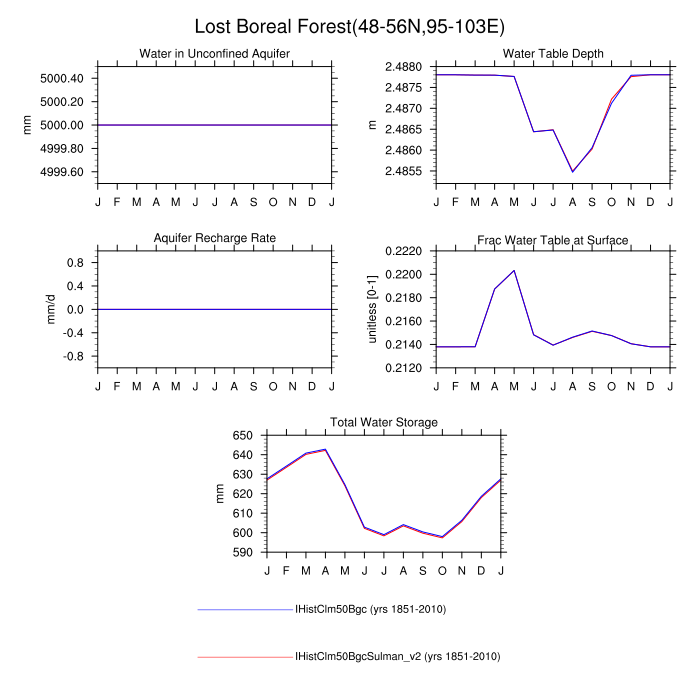 Lost Boreal Forest(48-56N,95-103E)
Water in Unconfined Aquifer
5000.40
5000.20
5000.00
4999.80
4999.60
mm
J F M A M J J A S O N D J
Water Table Depth
2.4880
2.4875
2.4870
2.4865
2.4860
2.4855
m
J F M A M J J A S O N D J
Aquifer Recharge Rate
0.8
0.4
0.0
-0.4
-0.8
mm/d
J F M A M J J A S O N D J
Frac Water Table at Surface
0.2220
0.2200
0.2180
0.2160
0.2140
0.2120
unitless [0-1]
J F M A M J J A S O N D J
Total Water Storage
650
640
630
620
610
600
590
mm
J F M A M J J A S O N D J
IHistClm50Bgc (yrs 1851-2010)
IHistClm50BgcSulman_v2 (yrs 1851-2010)